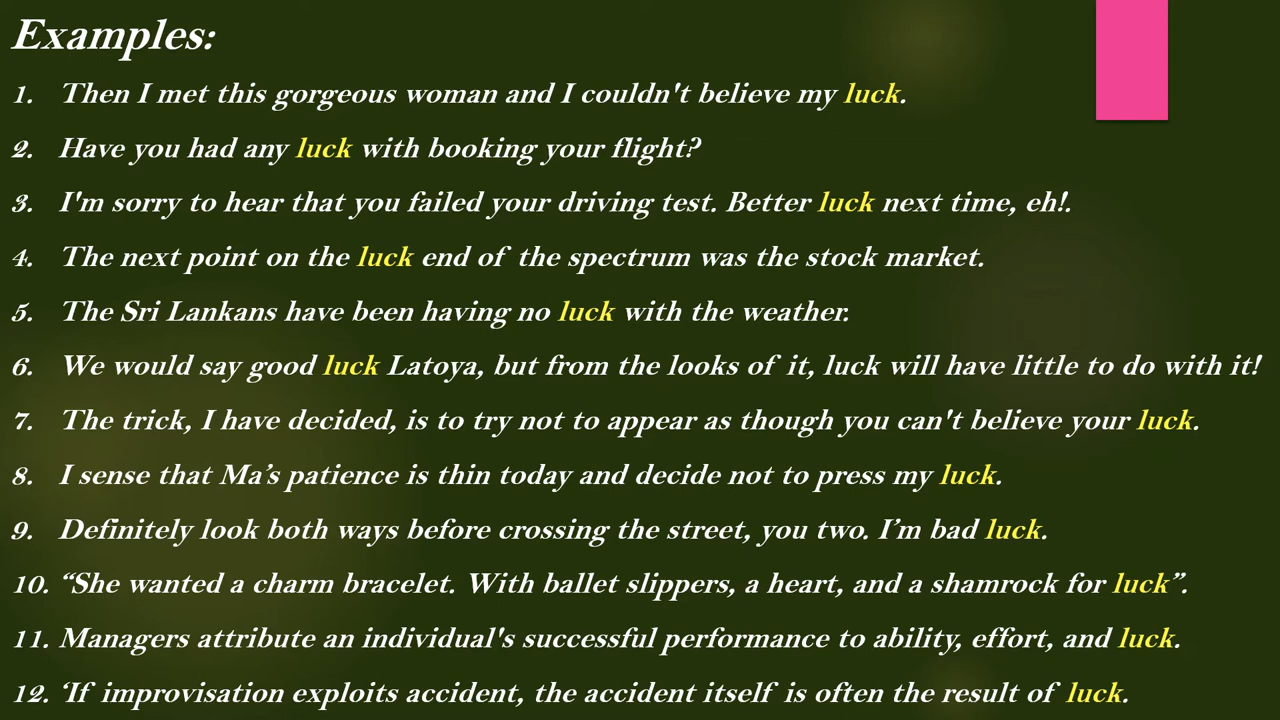 Examples:
1. Then I met this gorgeous woman and I couldn't believe my luck.
2. Have you had any luck with booking your flight?
3. I'm sorry to hear that you failed your driving test. Better luck next time, eh!.
4. The next point on the luck end of the spectrum was the stock market.
5. The Sri Lankans have been having no luck with the weather.
6. We would say good luck Latoya, but from the looks of it, luck will have little to do with it!
7. The trick, I have decided, is to try not to appear as though you can't believe your luck.
8. I sense that Ma’s patience is thin today and decide not to press my luck.
9. Definitely look both ways before crossing the street, you two. I’m bad luck.
10. “She wanted a charm bracelet. With ballet slippers, a heart, and a shamrock for luck”.
11. Managers attribute an individual's successful performance to ability, effort, and luck.
12. ‘If improvisation exploits accident, the accident itself is often the result of luck.